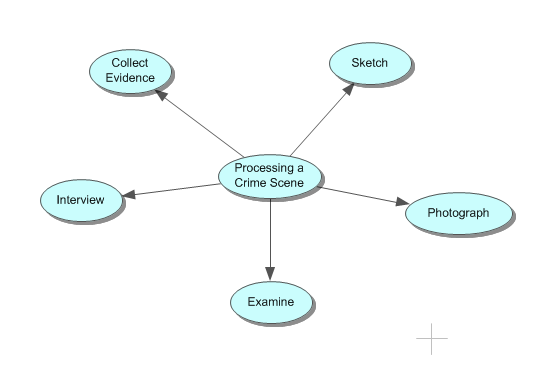 Collect
Evidence
Sketch
Processing a
Crime Scene
Interview
Photograph
Examine